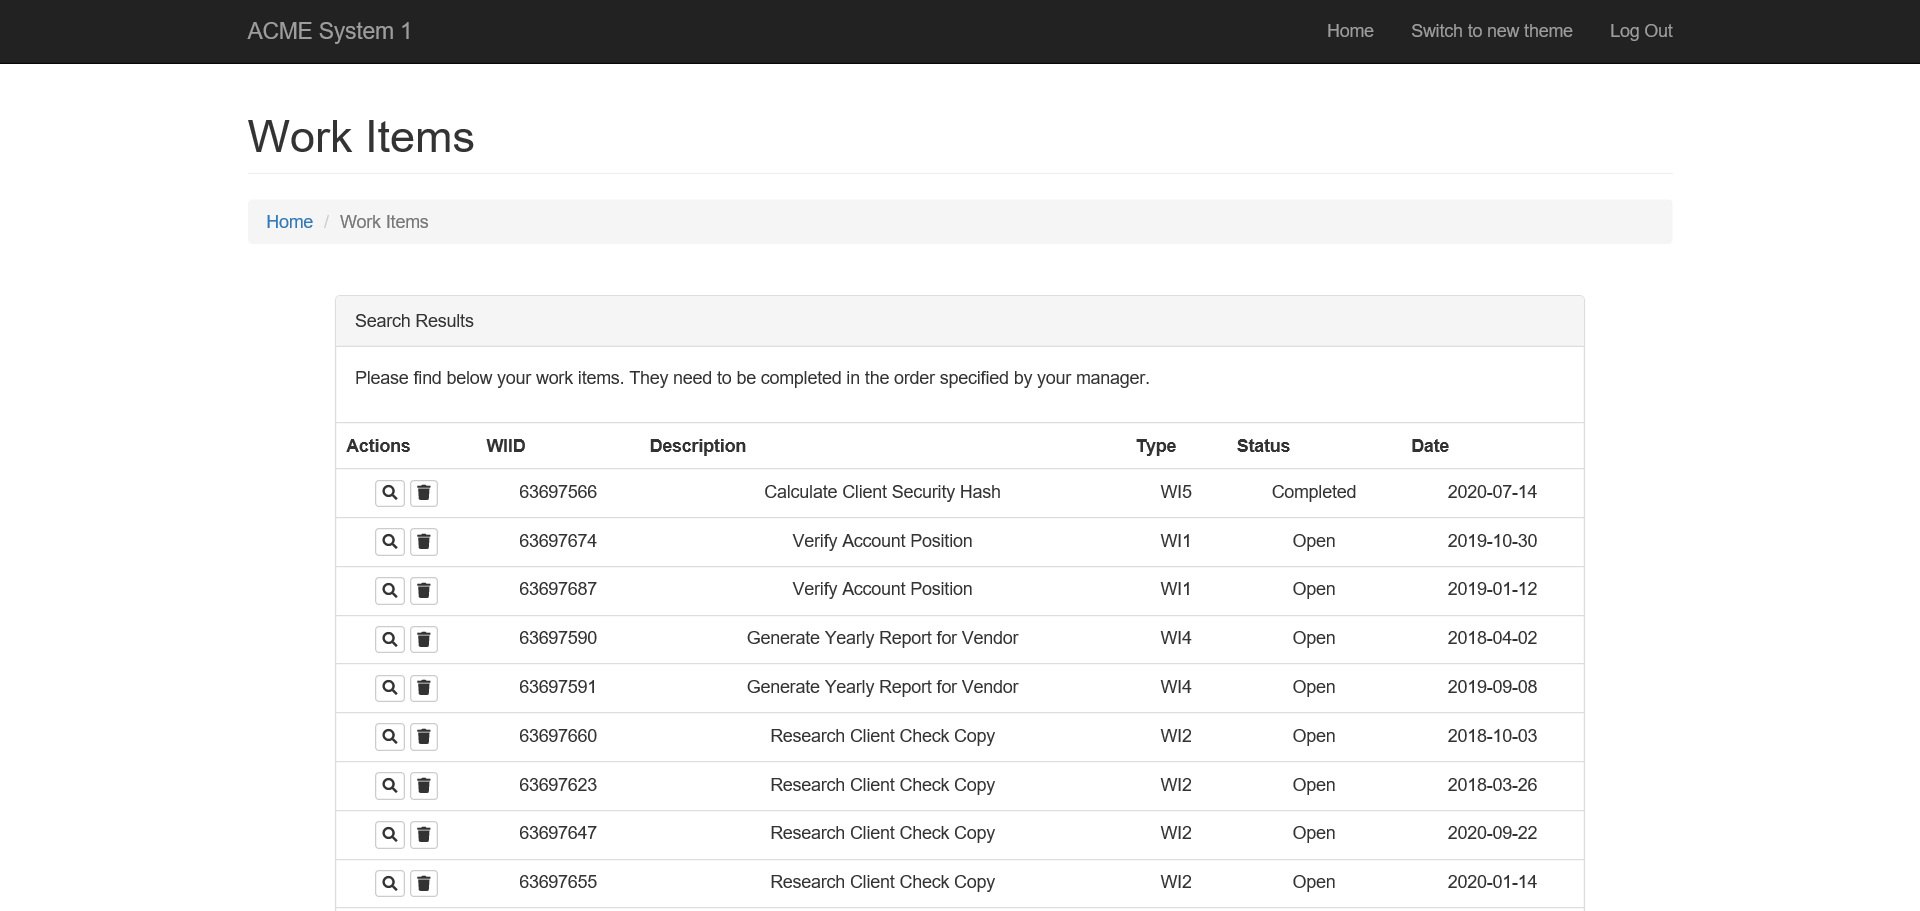 ACME System 1 Home Switch to new theme Log Out
Work Items
Home / Work Items
Search Results
Please find below your work items. They need to be completed in the order specified by your manager.
Actions WIID Description Type Status Date
63697566 Calculate Client Security Hash WI5 Completed 2020-07-14
63697674 Verify Account Position WI1 Open 2019-10-30
63697687 Verify Account Position WI1 Open 2019-01-12
63697590 Generate Yearly Report for Vendor WI4 Open 2018-04-02
63697591 Generate Yearly Report for Vendor WI4 Open 2019-09-08
63697660 Research Client Check Copy WI2 Open 2018-10-03
63697623 Research Client Check Copy WI2 Open 2018-03-26
63697647 Research Client Check Copy WI2 Open 2020-09-22
63697655 Research Client Check Copy WI2 Open 2020-01-14